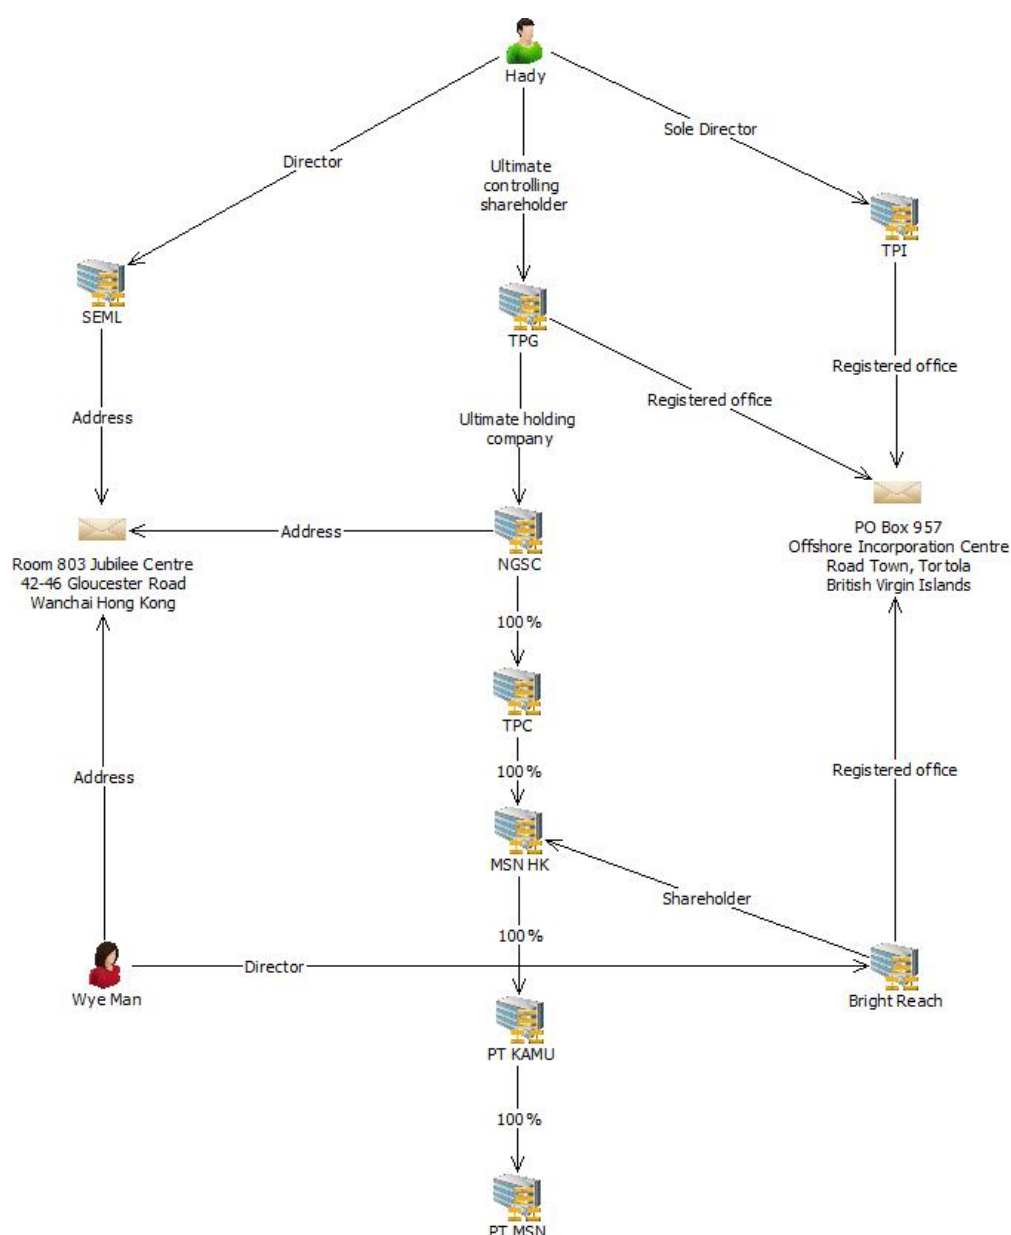 Hady
Sole Director
Director
Ultimate
controlling
shareholder
TPI
SEML
TPG
Registered office
Registered office
Address
Ultimate holding
company
PO Box 957
Offshore Incorporation Centre
Road Town, Tortola
British Virgin Islands
Address
Room 803 Jubilee Centre
42-46 Gloucester Road
Wanchai Hong Kong
NGSC
100%
TPC
100%
Address
Registered office
MSN HK
Shareholder
100%
Director
Wye Man
Bright Reach
PT KAMU
100%
PT MSN